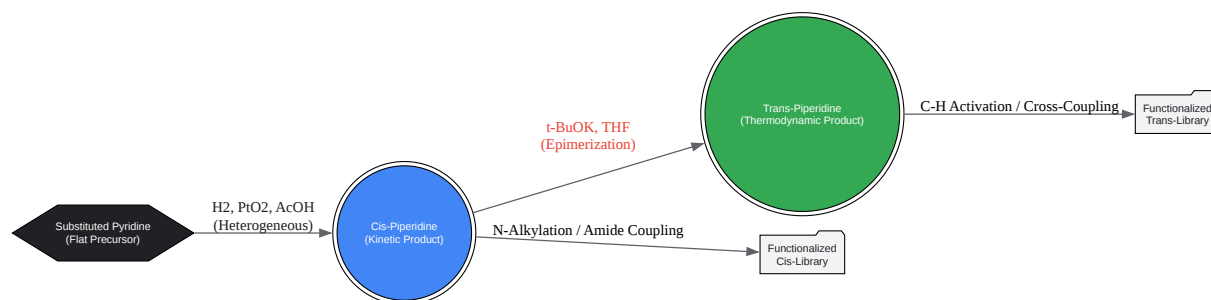 Substituted Pyridine
(Flat Precursor)
H2, PtO2, AcOH
(Heterogeneous)
Cis-Piperidine
(Kinetic Product)
t-BuOK, THF
(Epimerization)
N-Alkylation / Amide Coupling
Functionalized
Cis-Library
Trans-Piperidine
(Thermodynamic Product)
C-H Activation / Cross-Coupling
Functionalized
Trans-Library